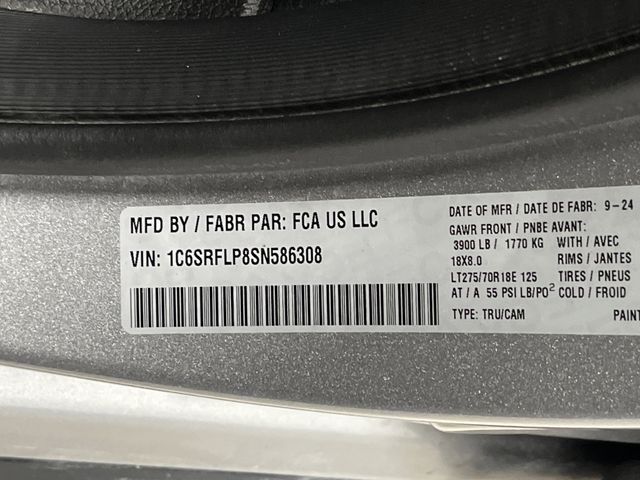 MFD BY / FABR PAR: FCA US LLC
VIN: 1C6SRFLP8SN586308
DATE OF MFR / DATE DE FABR: 9-24
GAWR FRONT / PNBE AVANT:
3900 LB / 1770 KG WITH / AVEC
18X8.0 RIMS / JANTES
LT275/70R18E 125 TIRES / PNEUS
AT / A 55 PSI LB/PO² COLD / FROID
TYPE: TRU/CAM PAINT